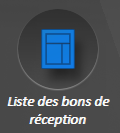 Liste des bons de
réception